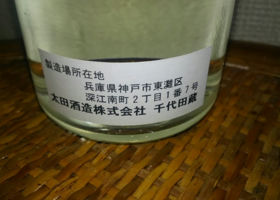 製造場所在地
兵庫県神戸市東灘区
深江南町2丁目1番7号
太田酒造株式会社 千代田蔵